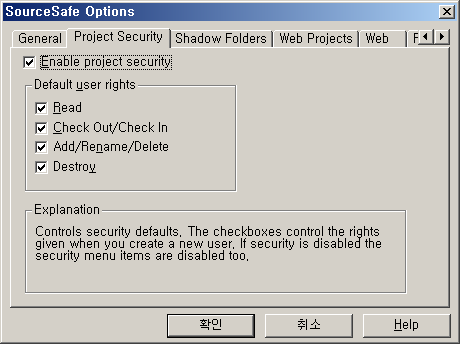 SourceSafe Options
General Project Security Shadow Folders Web Projects Web
Enable project security
Default user rights
Read
Check Out/Check In
Add/Rename/Delete
Destroy
Explanation
Controls security defaults. The checkboxes control the rights
given when you create a new user. If security is disabled the
security menu items are disabled too.
확인 취소 Help